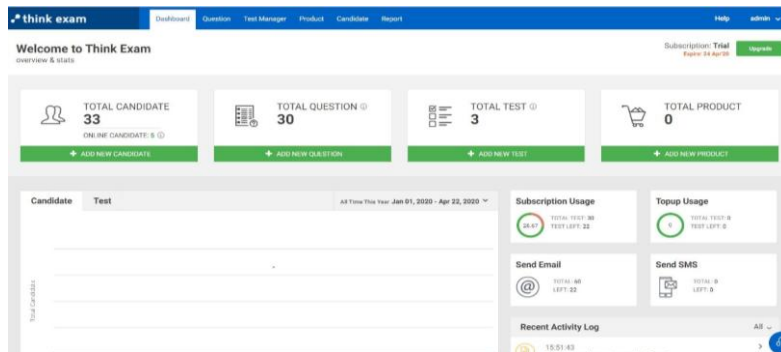 think exam
Dashboard Question Test Manager Product Candidate Report
Help admin
Welcome to Think Exam
overview & stats
Subscription: Trial
Expire: 24 Apr'20
Upgrade
TOTAL CANDIDATE
33
ONLINE CANDIDATE: 5
+ ADD NEW CANDIDATE
TOTAL QUESTION
30
+ ADD NEW QUESTION
TOTAL TEST
3
+ ADD NEW TEST
TOTAL PRODUCT
0
+ ADD NEW PRODUCT
Candidate Test
All Time This Year Jan 01, 2020 - Apr 22, 2020
Total Candidate
Subscription Usage
26.67
TOTAL TEST: 30
TEST LEFT: 22
Topup Usage
0
TOTAL TEST: 0
TEST LEFT: 0
Send Email
@
LEFT: 22
Send SMS
TOTAL: 0
LEFT: 0
Recent Activity Log
All
15:51:43